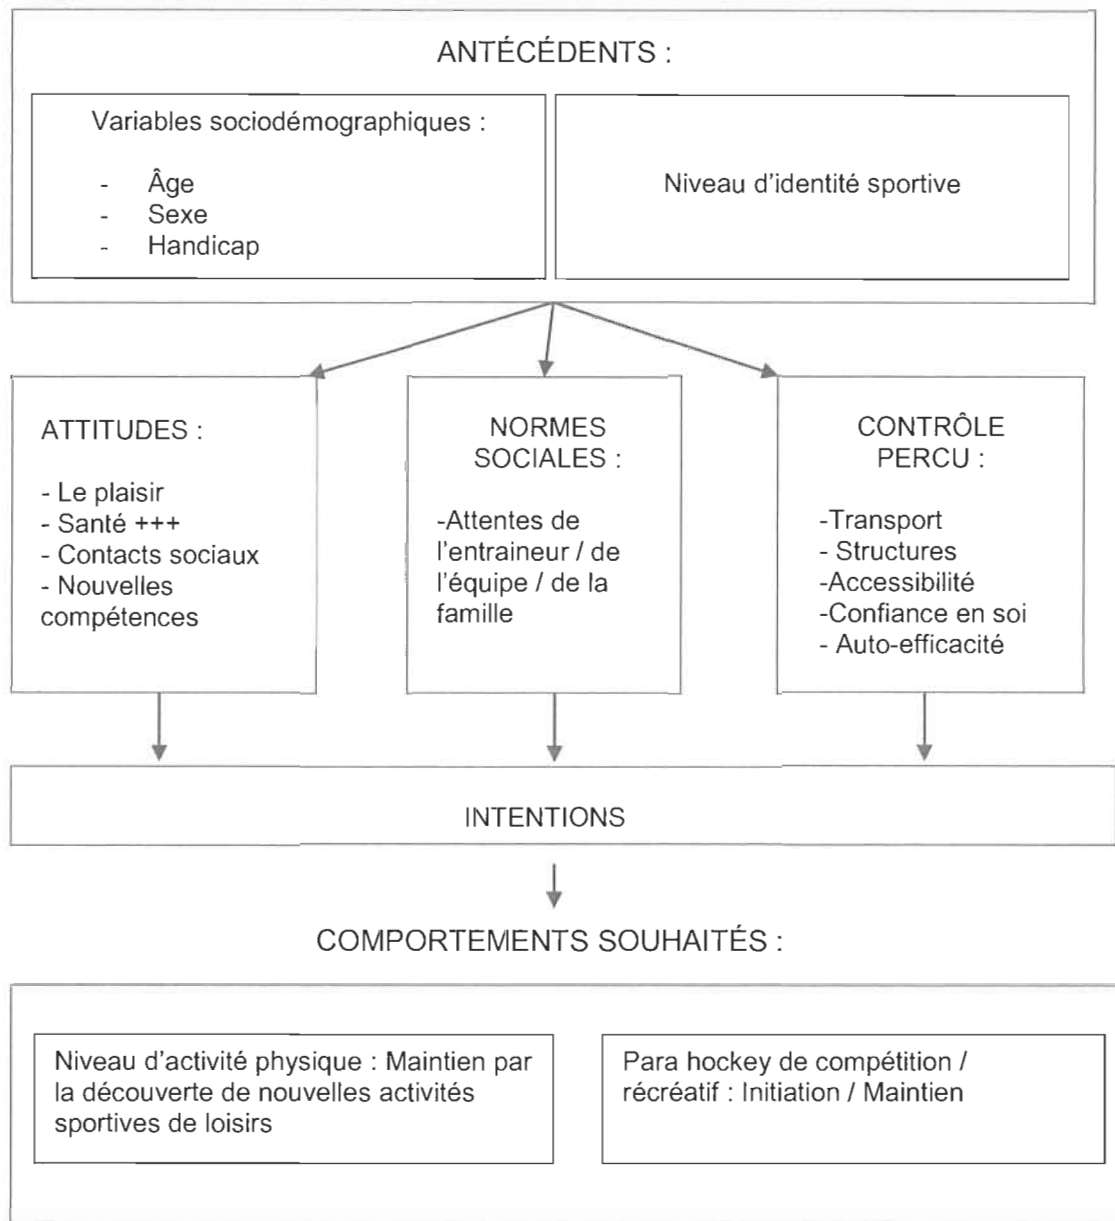 ANTÉCÉDENTS :
Variables sociodémographiques :
- Âge
- Sexe
- Handicap
Niveau d'identité sportive
ATTITUDES :
- Le plaisir
- Santé +++
- Contacts sociaux
- Nouvelles
compétences
NORMES
SOCIALES :
-Attentes de
l'entraineur / de
l'équipe / de la
famille
CONTRÔLE
PERCU :
-Transport
- Structures
-Accessibilité
-Confiance en soi
- Auto-efficacité
INTENTIONS
COMPORTEMENTS SOUHAITÉS :
Niveau d'activité physique : Maintien par
la découverte de nouvelles activités
sportives de loisirs
Para hockey de compétition /
récréatif : Initiation / Maintien